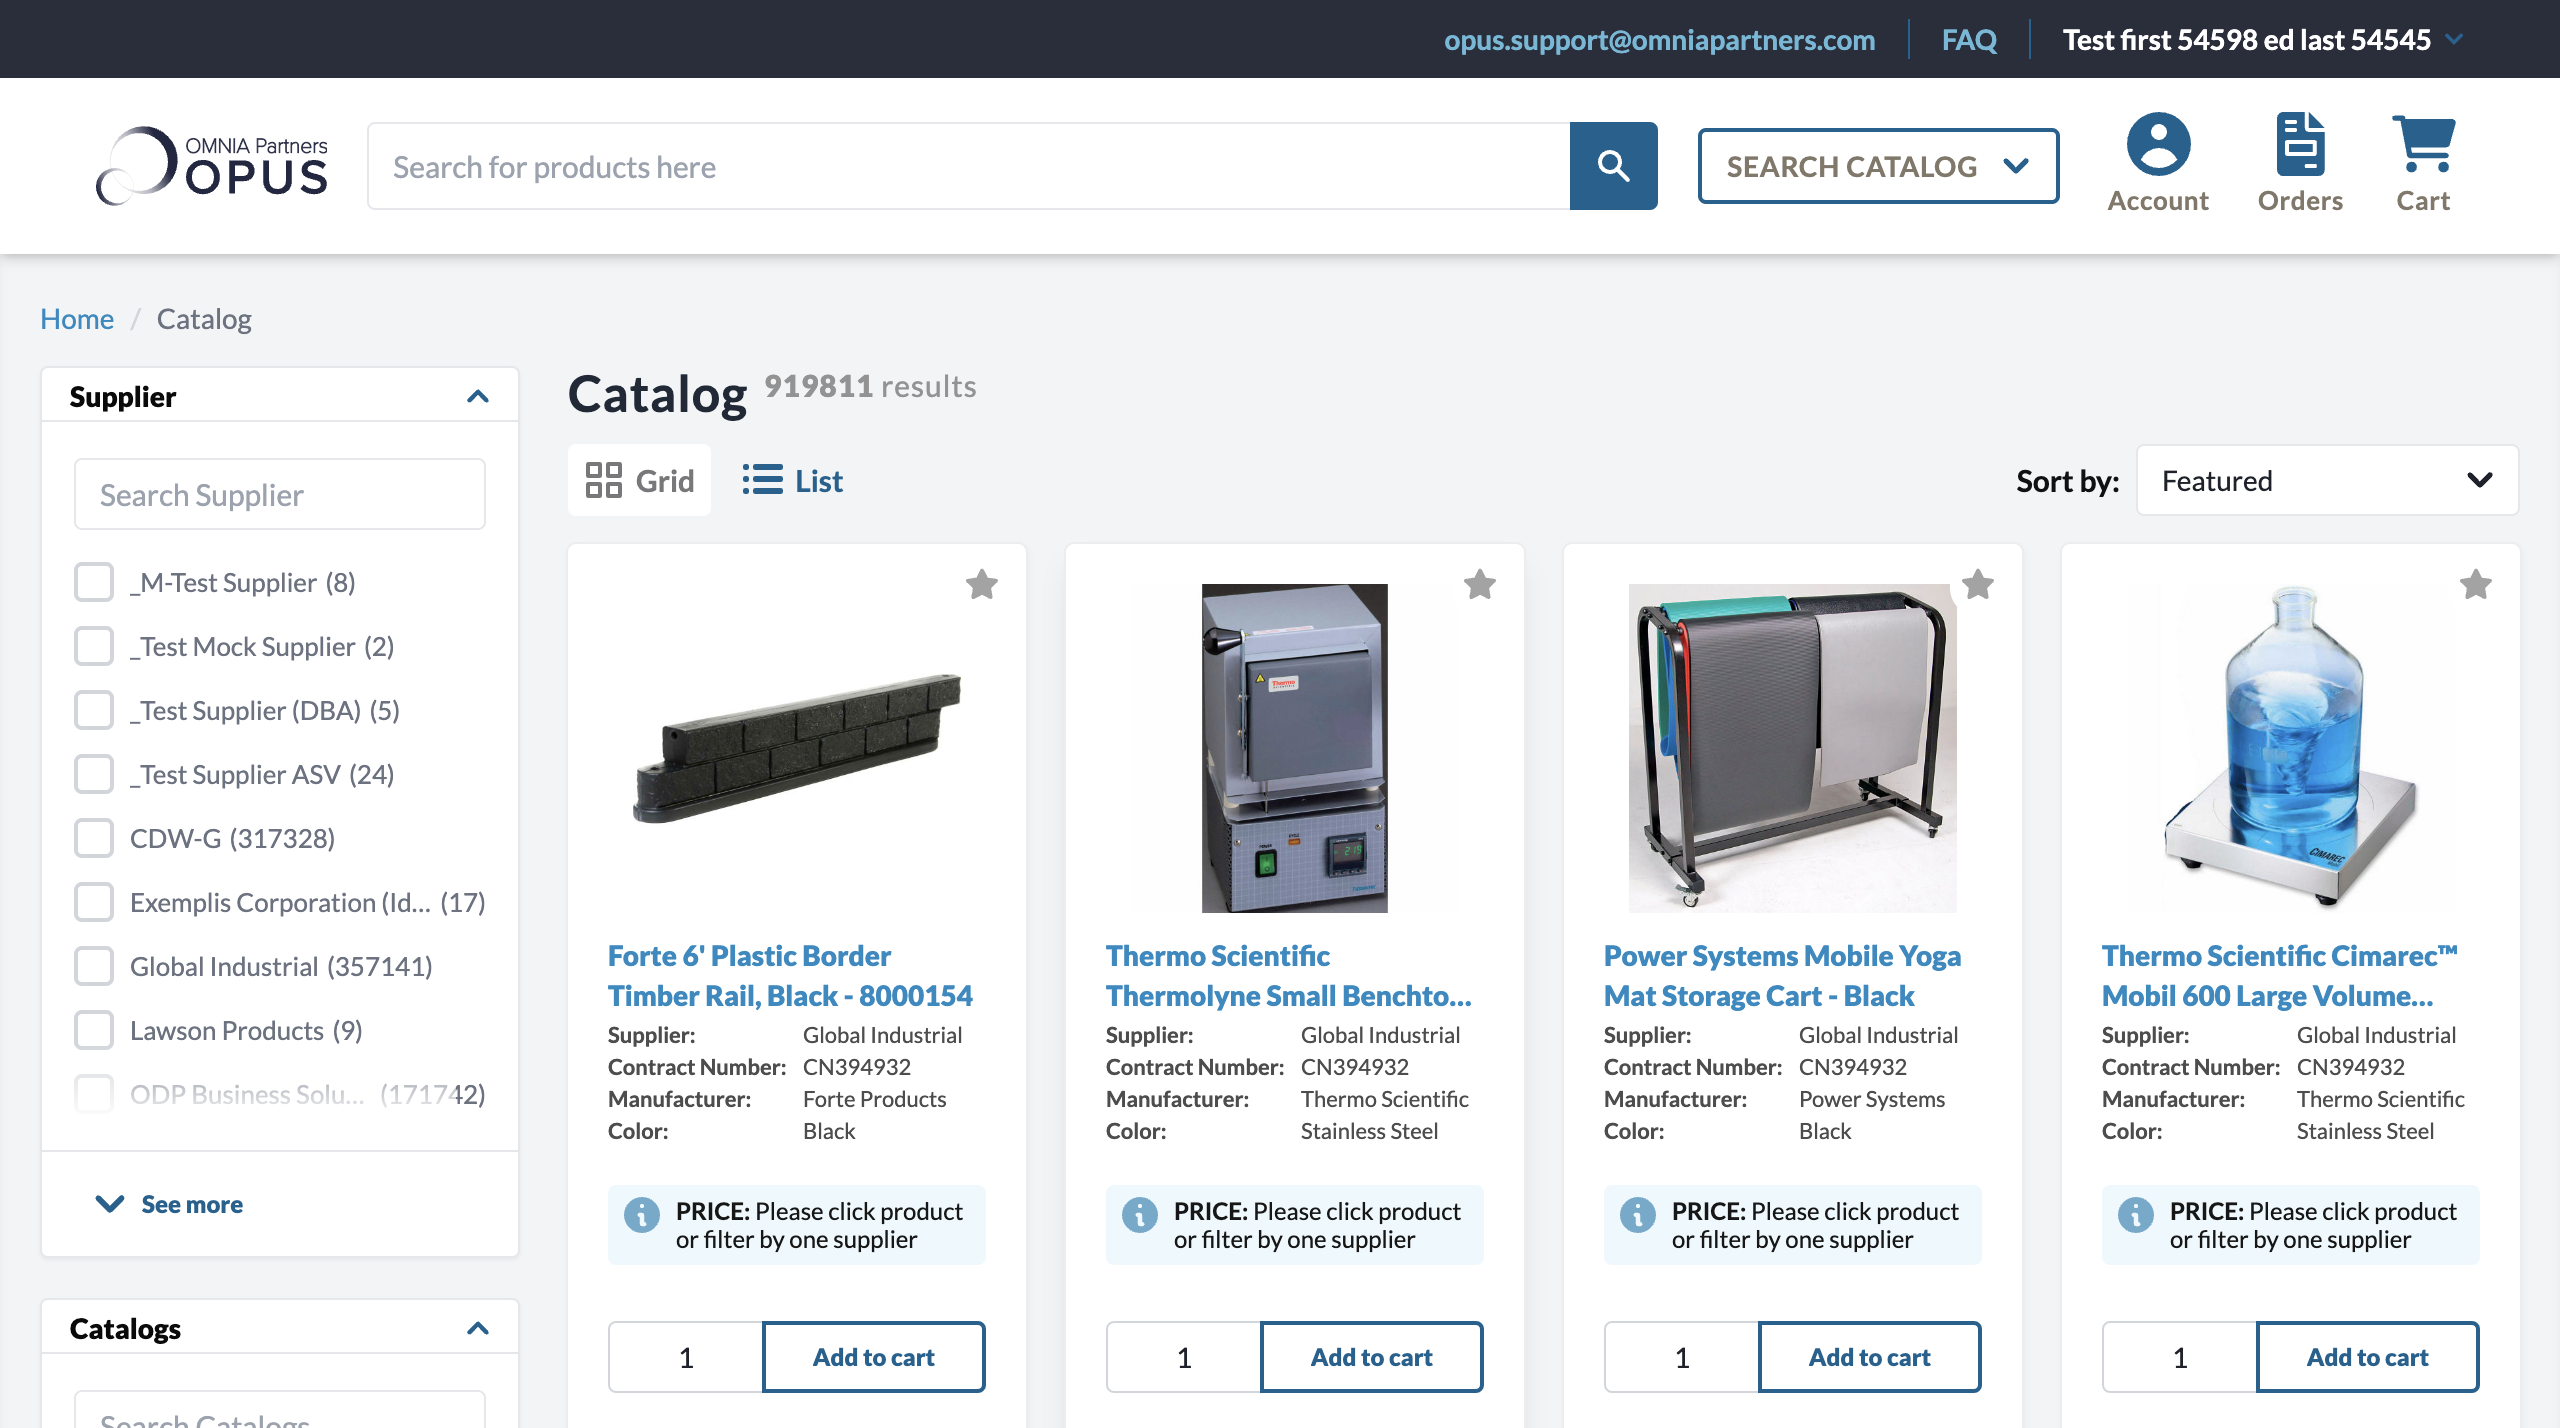 opus.support@omniapartners.com
FAQ
Test first 54598 ed last 54545
OMNIA Partners
OPUS
Search for products here
SEARCH CATALOG
Account
Orders
Cart
Home / Catalog
Supplier
Search Supplier
_M-Test Supplier (8)
_Test Mock Supplier (2)
_Test Supplier (DBA) (5)
_Test Supplier ASV (24)
CDW-G (317328)
Exemplis Corporation (Id... (17)
Global Industrial (357141)
Lawson Products (9)
ODP Business Solu... (171742)
See more
Catalogs
Search Catalogs
Catalog 919811 results
Grid
List
Sort by:
Featured
Forte 6' Plastic Border
Timber Rail, Black - 8000154
Supplier: Global Industrial
Contract Number: CN394932
Manufacturer: Forte Products
Color: Black
PRICE: Please click product
or filter by one supplier
1
Add to cart
Thermo
Thermo Scientific
Thermolyne Small Benchto...
Supplier: Global Industrial
Contract Number: CN394932
Manufacturer: Thermo Scientific
Color: Stainless Steel
PRICE: Please click product
or filter by one supplier
1
Add to cart
Power Systems Mobile Yoga
Mat Storage Cart - Black
Supplier: Global Industrial
Contract Number: CN394932
Manufacturer: Power Systems
Color: Black
PRICE: Please click product
or filter by one supplier
1
Add to cart
CIMAREC
Thermo Scientific Cimarec™
Mobil 600 Large Volume...
Supplier: Global Industrial
Contract Number: CN394932
Manufacturer: Thermo Scientific
Color: Stainless Steel
PRICE: Please click product
or filter by one supplier
1
Add to cart